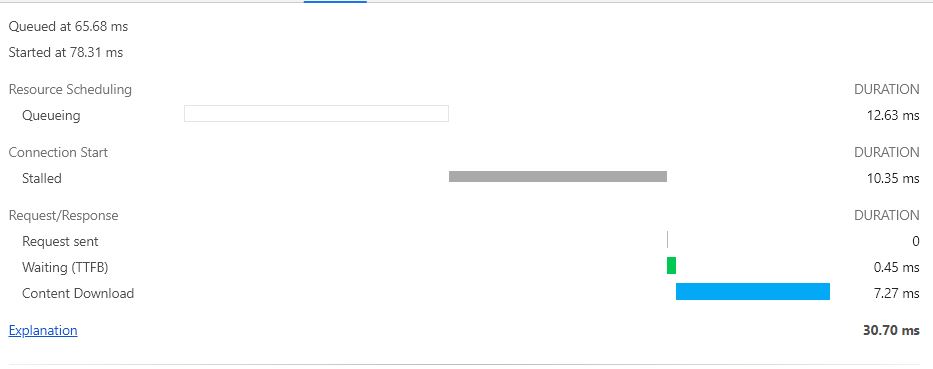 Queued at 65.68 ms
Started at 78.31 ms
Resource Scheduling DURATION
Queueing 12.63 ms
Connection Start DURATION
Stalled 10.35 ms
Request/Response DURATION
Request sent 0
Waiting (TTFB) 0.45 ms
Content Download 7.27 ms
Explanation 30.70 ms